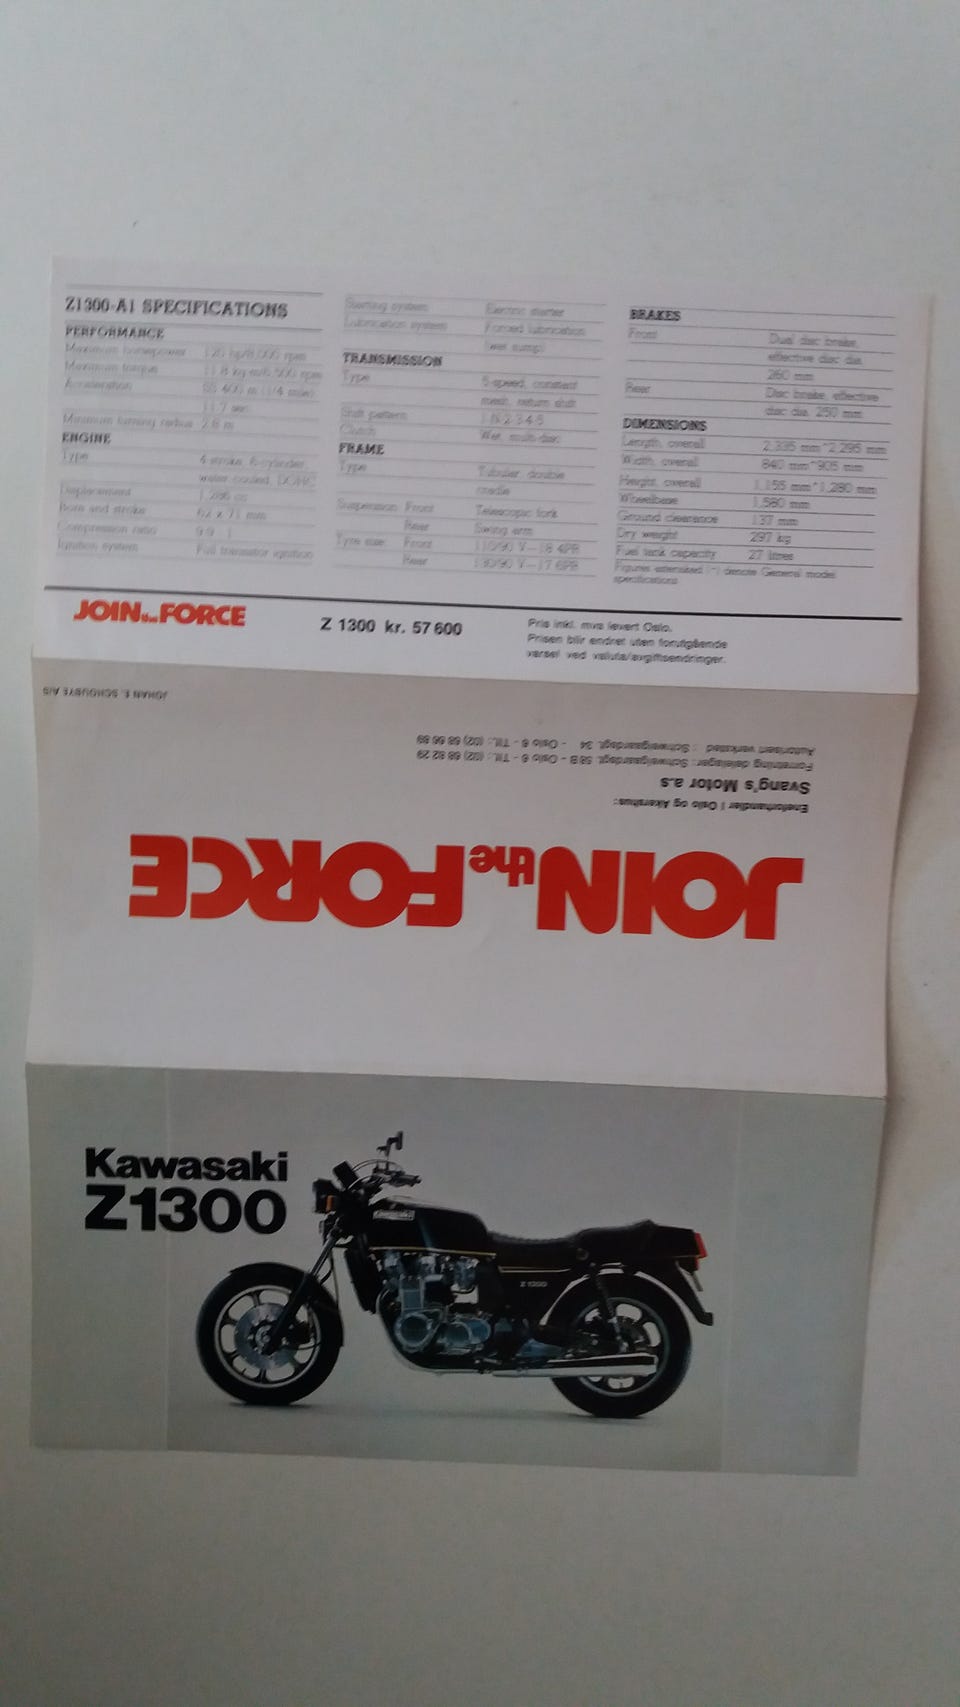 Z1300-A1 SPECIFICATIONS
PERFORMANCE
Maximum horsepower 120 hp/8,000 rpm
Maximum torque 11.8 kg-m/6,500 rpm
Acceleration SS 400 m (1/4 mile)
11.7 sec.
Minimum turning radius 2.8 m
ENGINE
Type 4-stroke, 6-cylinder,
water cooled, DOHC
Displacement 1,286 cc
Bore and stroke 62 x 71 mm
Compression ratio 9.9 : 1
Ignition system Full transistor ignition
Starting system Electric starter
Lubrication system Forced lubrication
(wet sump)
TRANSMISSION
Type 5-speed, constant
mesh, return shift
Shift pattern 1-N-2-3-4-5
Clutch Wet, multi-disc
FRAME
Type Tubular, double
cradle
Suspension Front Telescopic fork
Rear Swing arm
Tyre size Front 110/90 V-18 4PR
Rear 130/90 V-17 6PR
BRAKES
Front Dual disc brake,
effective disc dia.
260 mm
Rear Disc brake, effective
disc dia. 250 mm
DIMENSIONS
Length, overall 2,335 mm *2,295 mm
Width, overall 840 mm *905 mm
Height, overall 1,155 mm *1,280 mm
Wheelbase 1,580 mm
Ground clearance 137 mm
Dry weight 297 kg
Fuel tank capacity 27 litres
Figures asterisked (*) denote General model
specifications
JOIN the FORCE
Z 1300 kr. 57 600
Pris inkl. mva levert Oslo.
Prisen blir endret uten forutgående
varsel ved valuta/avgiftsendringer.
JOIN the FORCE
Eneforhandler i Oslo og Akershus:
Svang's Motor a.s
Forretning delelager: Schweigaardsgt. 58 B - Oslo 6 - Tlf.: (02) 68 82 29
Autorisert verksted : Schweigaardsgt. 34 - Oslo 6 - Tlf.: (02) 68 66 89
JOHAN E. SCHOUBYE A/S
Kawasaki
Z1300
Kawasaki
Z1300